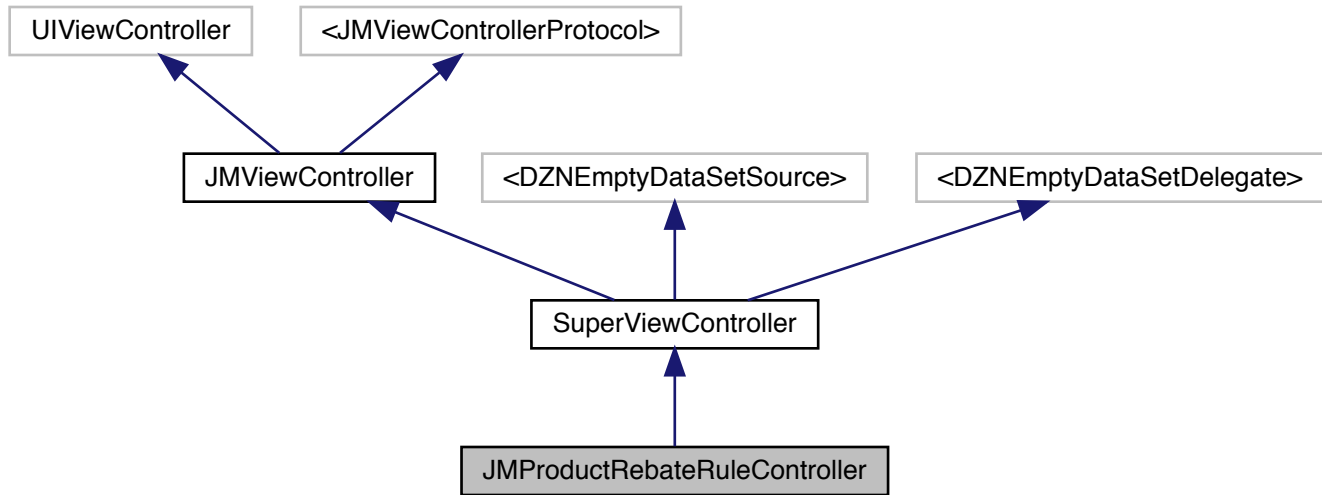 UIViewController
<JMViewControllerProtocol>
JMViewController
<DZNEmptyDataSetSource>
<DZNEmptyDataSetDelegate>
SuperViewController
JMProductRebateRuleController